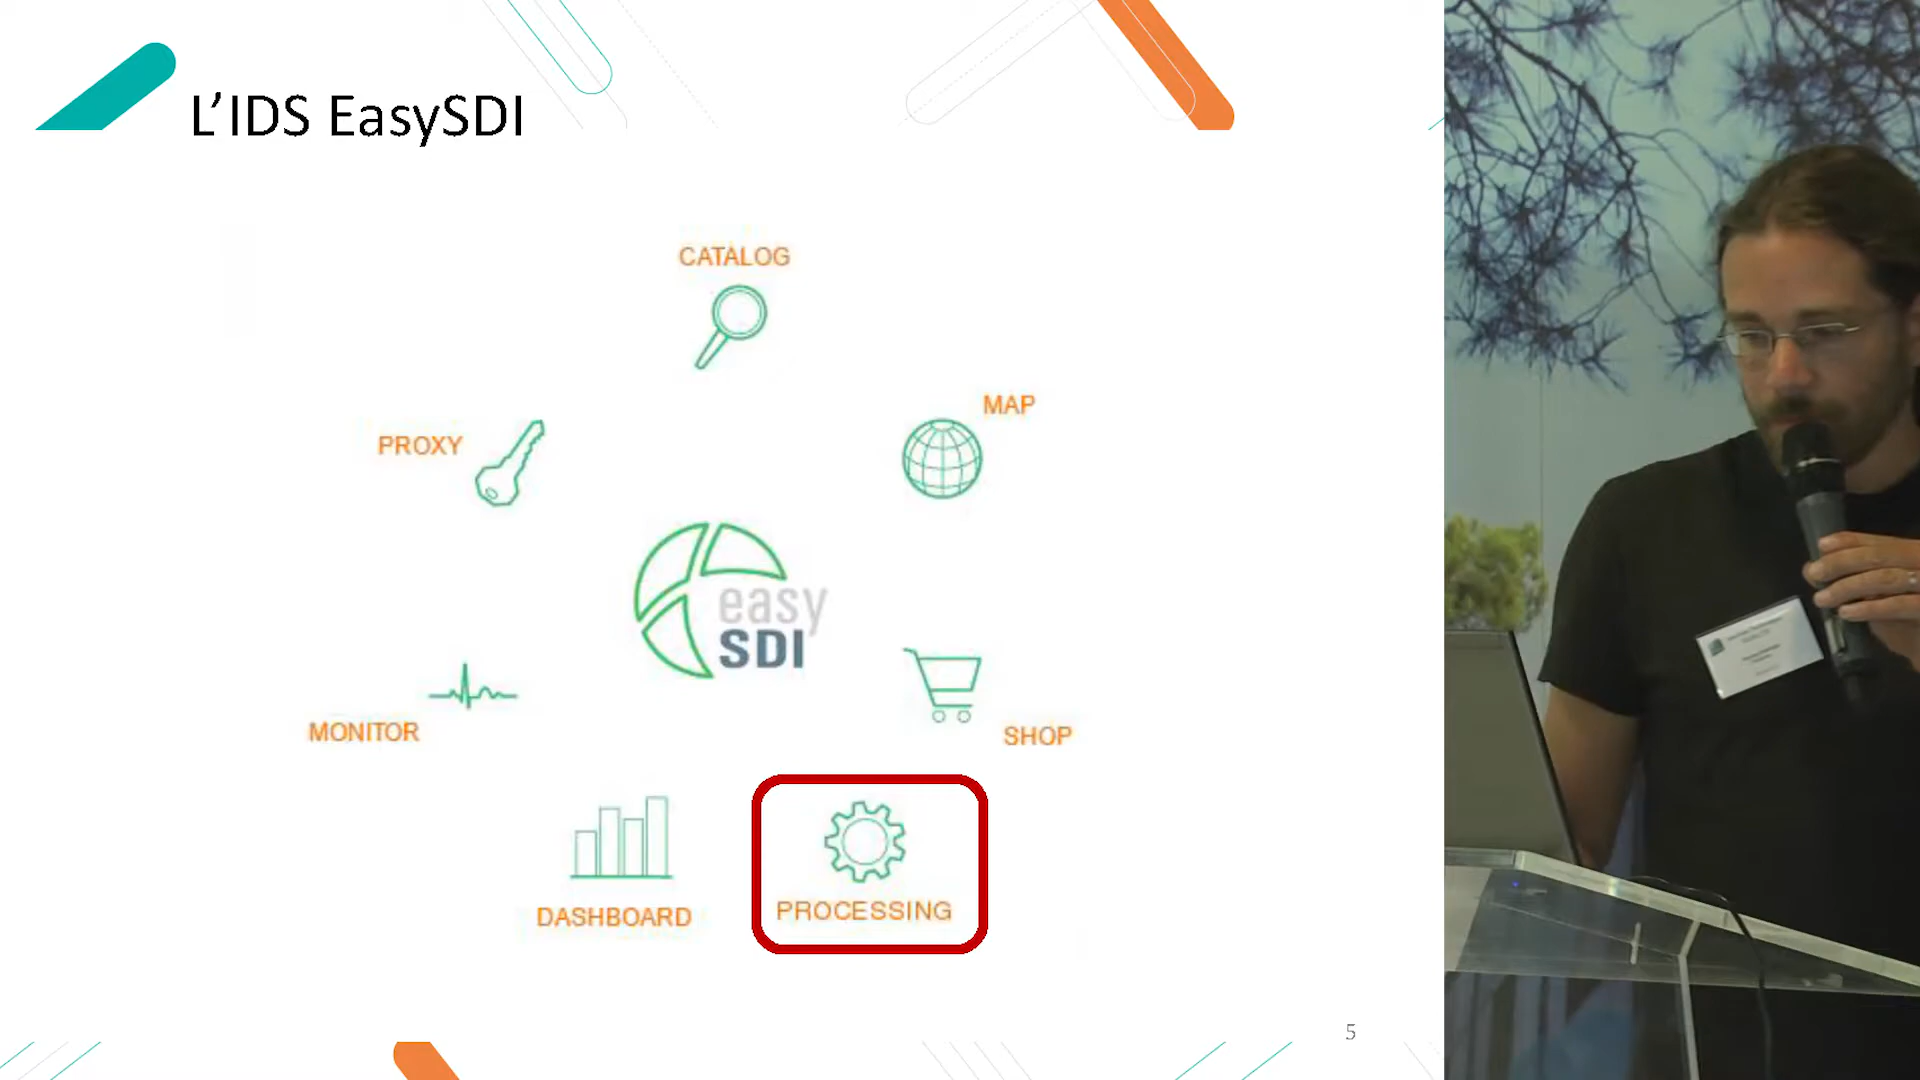 L'IDS EasySDI
CATALOG
MAP
PROXY
easy
SDI
MONITOR
SHOP
DASHBOARD
PROCESSING
5